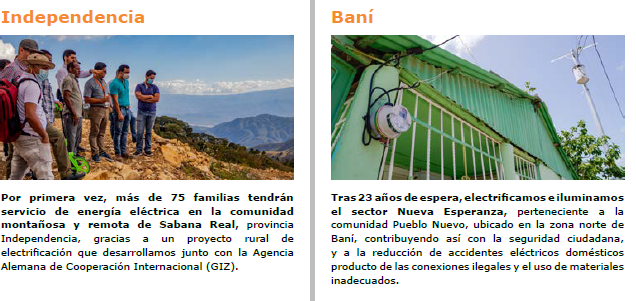 Independencia
Por primera vez, más de 75 familias tendrán
servicio de energía eléctrica en la comunidad
montañosa y remota de Sabana Real, provincia
Independencia, gracias a un proyecto rural de
electrificación que desarrollamos junto con la Agencia
Alemana de Cooperación Internacional (GIZ).
Baní
Tras 23 años de espera, electrificamos e iluminamos
el sector Nueva Esperanza, perteneciente a la
comunidad Pueblo Nuevo, ubicado en la zona norte de
Baní, contribuyendo así con la seguridad ciudadana,
y a la reducción de accidentes eléctricos domésticos
producto de las conexiones ilegales y el uso de materiales
inadecuados.